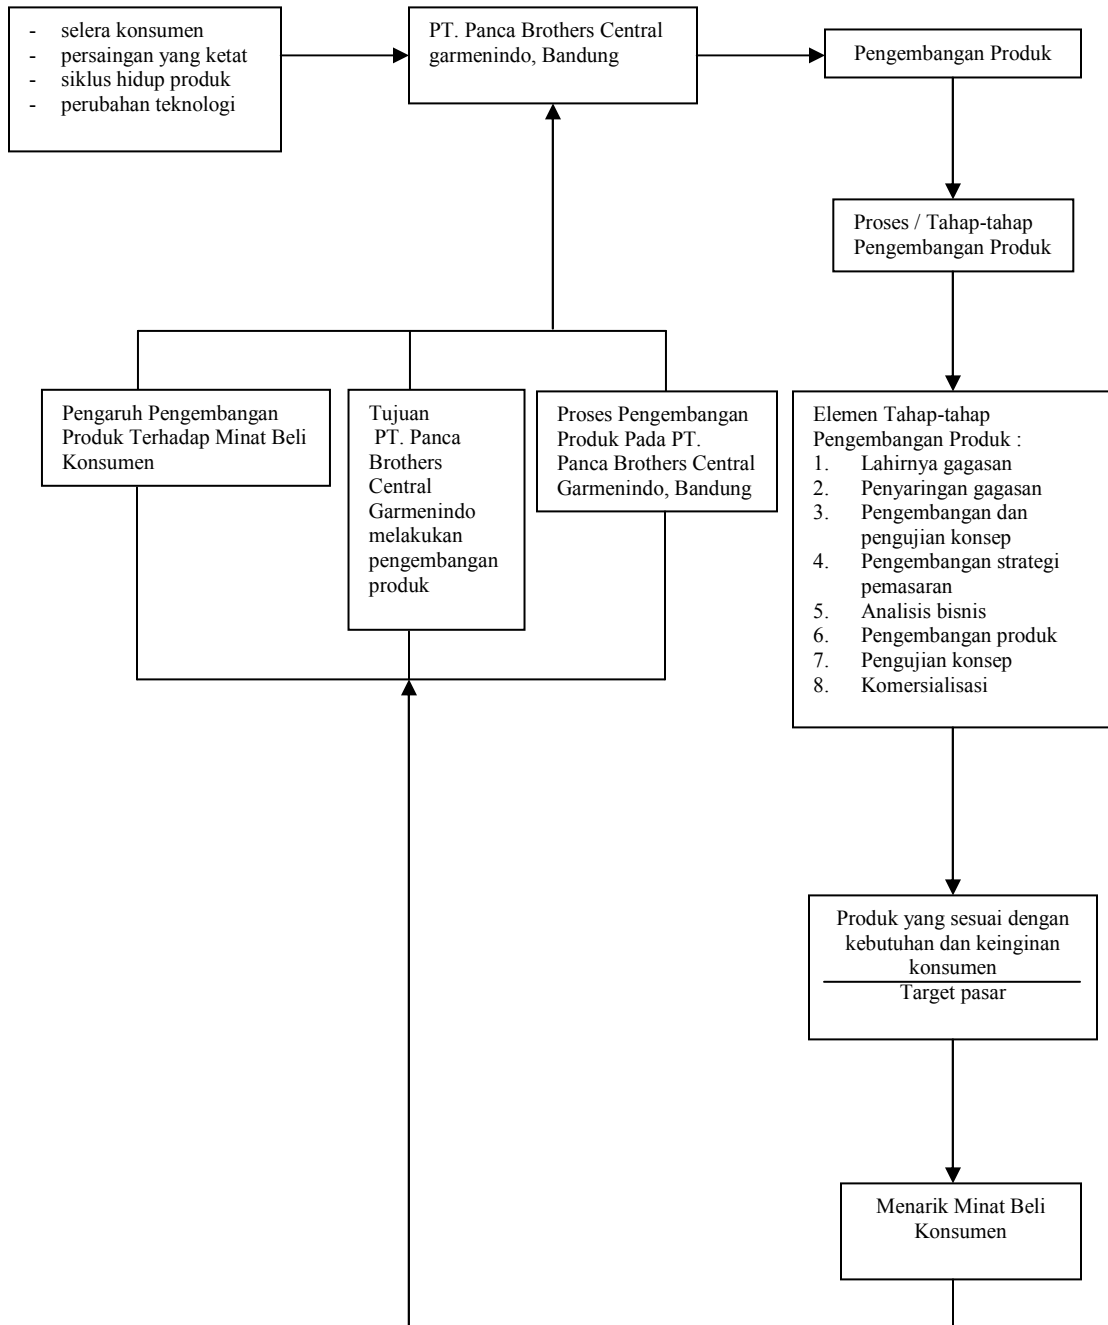 - selera konsumen
- persaingan yang ketat
- siklus hidup produk
- perubahan teknologi
PT. Panca Brothers Central
garmenindo, Bandung
Pengembangan Produk
Proses / Tahap-tahap
Pengembangan Produk
Pengaruh Pengembangan
Produk Terhadap Minat Beli
Konsumen
Tujuan
PT. Panca
Brothers
Central
Garmenindo
melakukan
pengembangan
produk
Proses Pengembangan
Produk Pada PT.
Panca Brothers Central
Garmenindo, Bandung
Elemen Tahap-tahap
Pengembangan Produk :
1. Lahirnya gagasan
2. Penyaringan gagasan
3. Pengembangan dan
pengujian konsep
4. Pengembangan strategi
pemasaran
5. Analisis bisnis
6. Pengembangan produk
7. Pengujian konsep
8. Komersialisasi
Produk yang sesuai dengan
kebutuhan dan keinginan
konsumen
Target pasar
Menarik Minat Beli
Konsumen